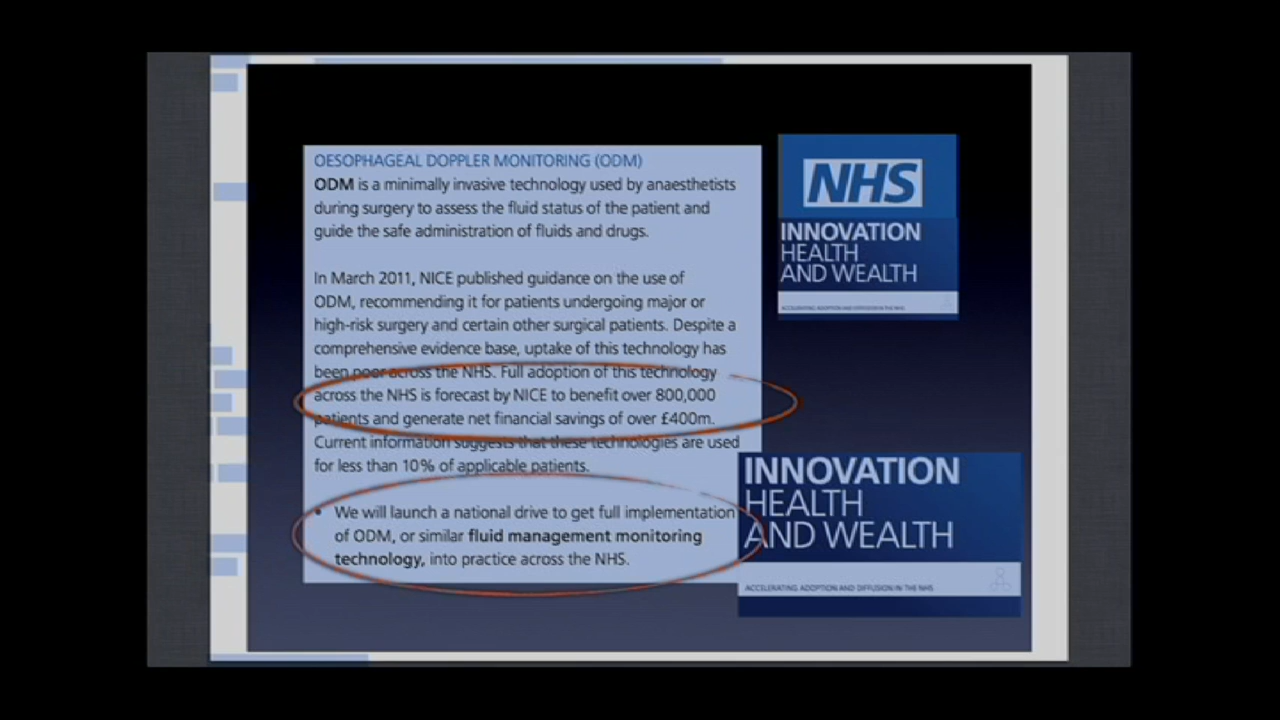 OESOPHAGEAL DOPPLER MONITORING (ODM)
ODM is a minimally invasive technology used by anaesthetists
during surgery to assess the fluid status of the patient and
guide the safe administration of fluids and drugs.
In March 2011, NICE published guidance on the use of
ODM, recommending it for patients undergoing major or
high-risk surgery and certain other surgical patients. Despite a
comprehensive evidence base, uptake of this technology has
been poor across the NHS. Full adoption of this technology
across the NHS is forecast by NICE to benefit over 800,000
patients and generate net financial savings of over £400m.
Current information suggests that these technologies are used
for less than 10% of applicable patients.
• We will launch a national drive to get full implementation
of ODM, or similar fluid management monitoring
technology, into practice across the NHS.
NHS
INNOVATION
HEALTH
AND WEALTH
ACCELERATING ADOPTION AND DIFFUSION IN THE NHS
INNOVATION
HEALTH
AND WEALTH
ACCELERATING ADOPTION AND DIFFUSION IN THE NHS